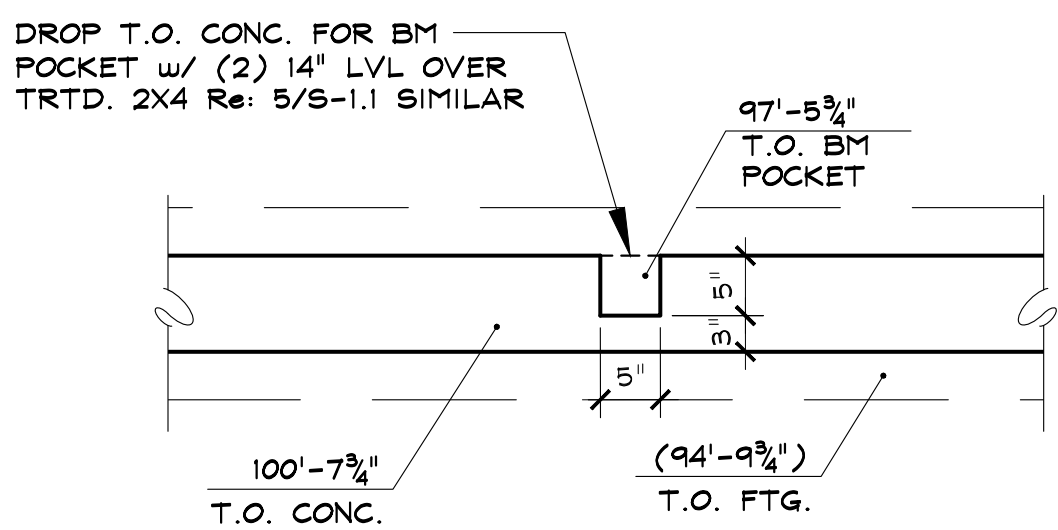 DROP T.O. CONC. FOR BM
POCKET w/ (2) 14" LVL OVER
TRTD. 2X4 Re: 5/S-1.1 SIMILAR
97'-5¾"
T.O. BM
POCKET
5"
3"
5"
100'-7¾"
T.O. CONC.
(94'-9¾")
T.O. FTG.